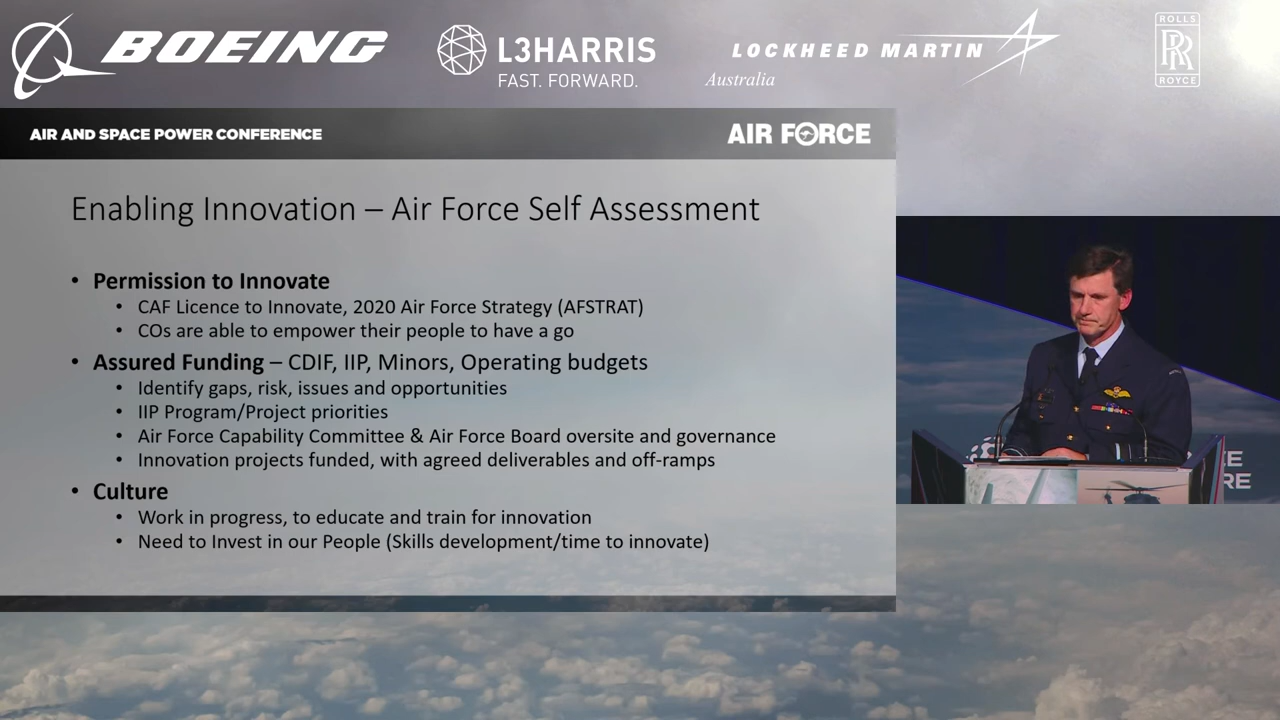 BOEING
L3HARRIS
FAST. FORWARD.
LOCKHEED MARTIN
Australia
ROLLS
RR
ROYCE
AIR AND SPACE POWER CONFERENCE
AIR FORCE
Enabling Innovation – Air Force Self Assessment
• Permission to Innovate
• CAF Licence to Innovate, 2020 Air Force Strategy (AFSTRAT)
• COs are able to empower their people to have a go
• Assured Funding – CDIF, IIP, Minors, Operating budgets
• Identify gaps, risk, issues and opportunities
• IIP Program/Project priorities
• Air Force Capability Committee & Air Force Board oversite and governance
• Innovation projects funded, with agreed deliverables and off-ramps
• Culture
• Work in progress, to educate and train for innovation
• Need to Invest in our People (Skills development/time to innovate)